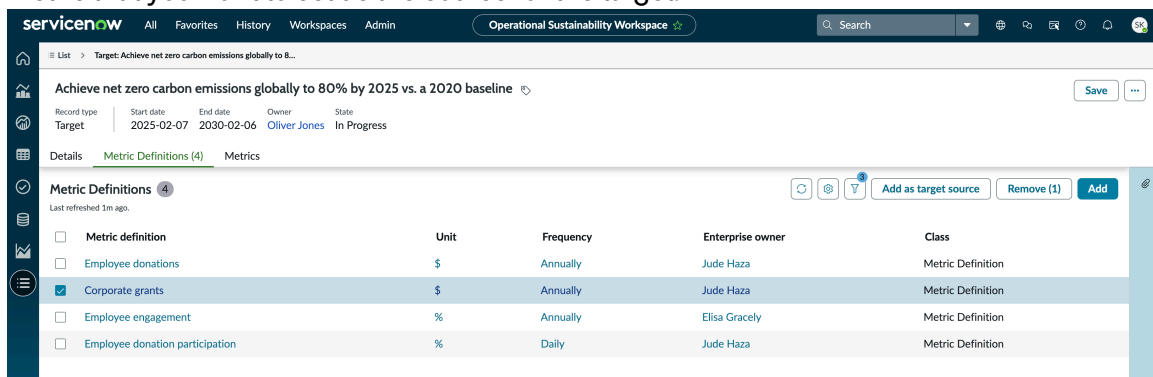 servicenow All Favorites History Workspaces Admin Operational Sustainability Workspace Search SK
List > Target: Achieve net zero carbon emissions globally to 8...
Achieve net zero carbon emissions globally to 80% by 2025 vs. a 2020 baseline Save ...
Record type Start date End date Owner State
Target 2025-02-07 2030-02-06 Oliver Jones In Progress
Details Metric Definitions (4) Metrics
Metric Definitions 4 3 Add as target source Remove (1) Add
Last refreshed 1m ago.
Metric definition Unit Frequency Enterprise owner Class
Employee donations $ Annually Jude Haza Metric Definition
Corporate grants $ Annually Jude Haza Metric Definition
Employee engagement % Annually Elisa Gracely Metric Definition
Employee donation participation % Daily Jude Haza Metric Definition